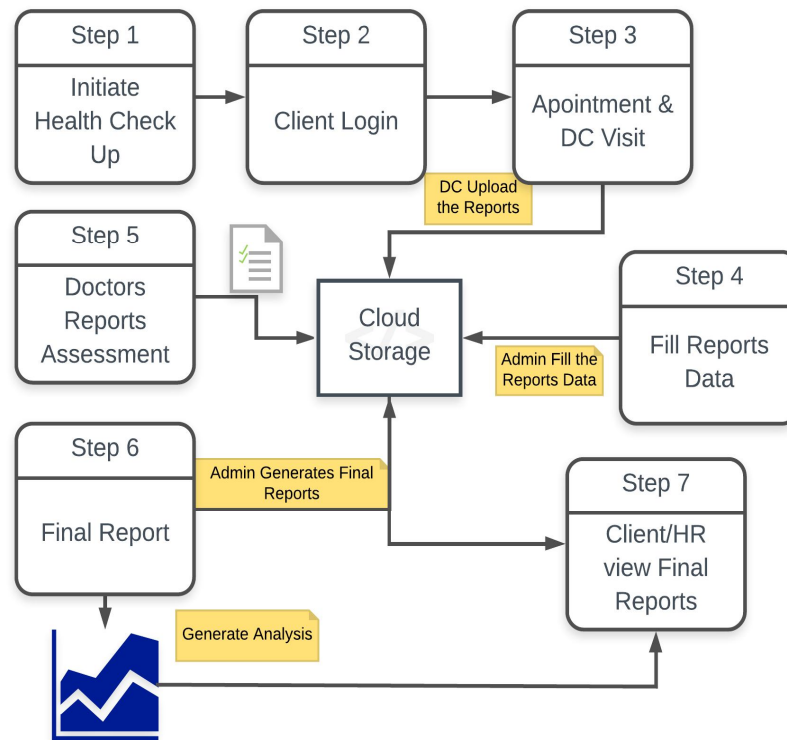 Step 1
Initiate
Health Check
Up
Step 2
Client Login
Step 3
Apointment &
DC Visit
DC Upload
the Reports
Step 5
Doctors
Reports
Assessment
Cloud
Storage
Step 4
Fill Reports
Data
Admin Fill the
Reports Data
Step 6
Final Report
Admin Generates Final
Reports
Step 7
Client/HR
view Final
Reports
Generate Analysis